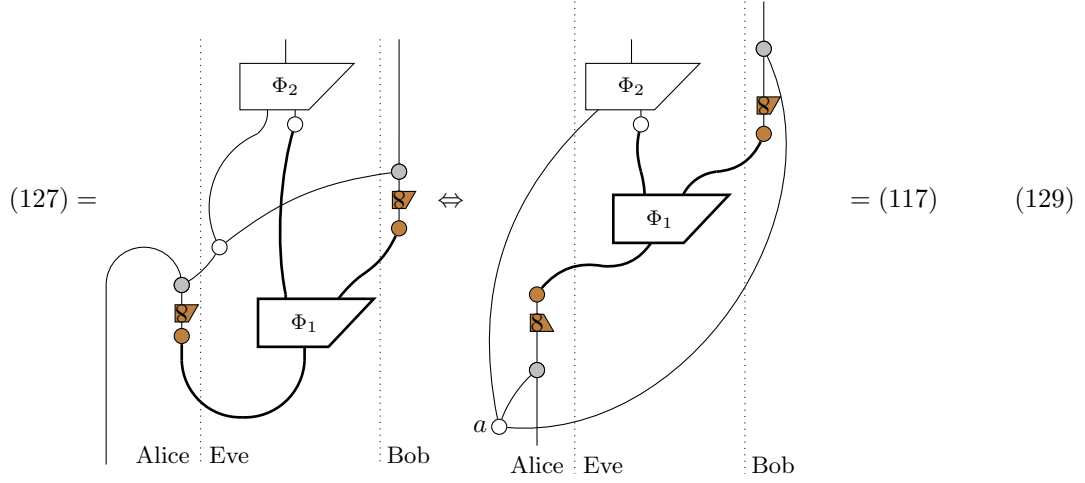 Φ₂ Φ₂
∞
(127) = ∞ ⇔ Φ₁ = (117) (129)
∞ Φ₁ ∞
a
Alice Eve Bob Alice Eve Bob